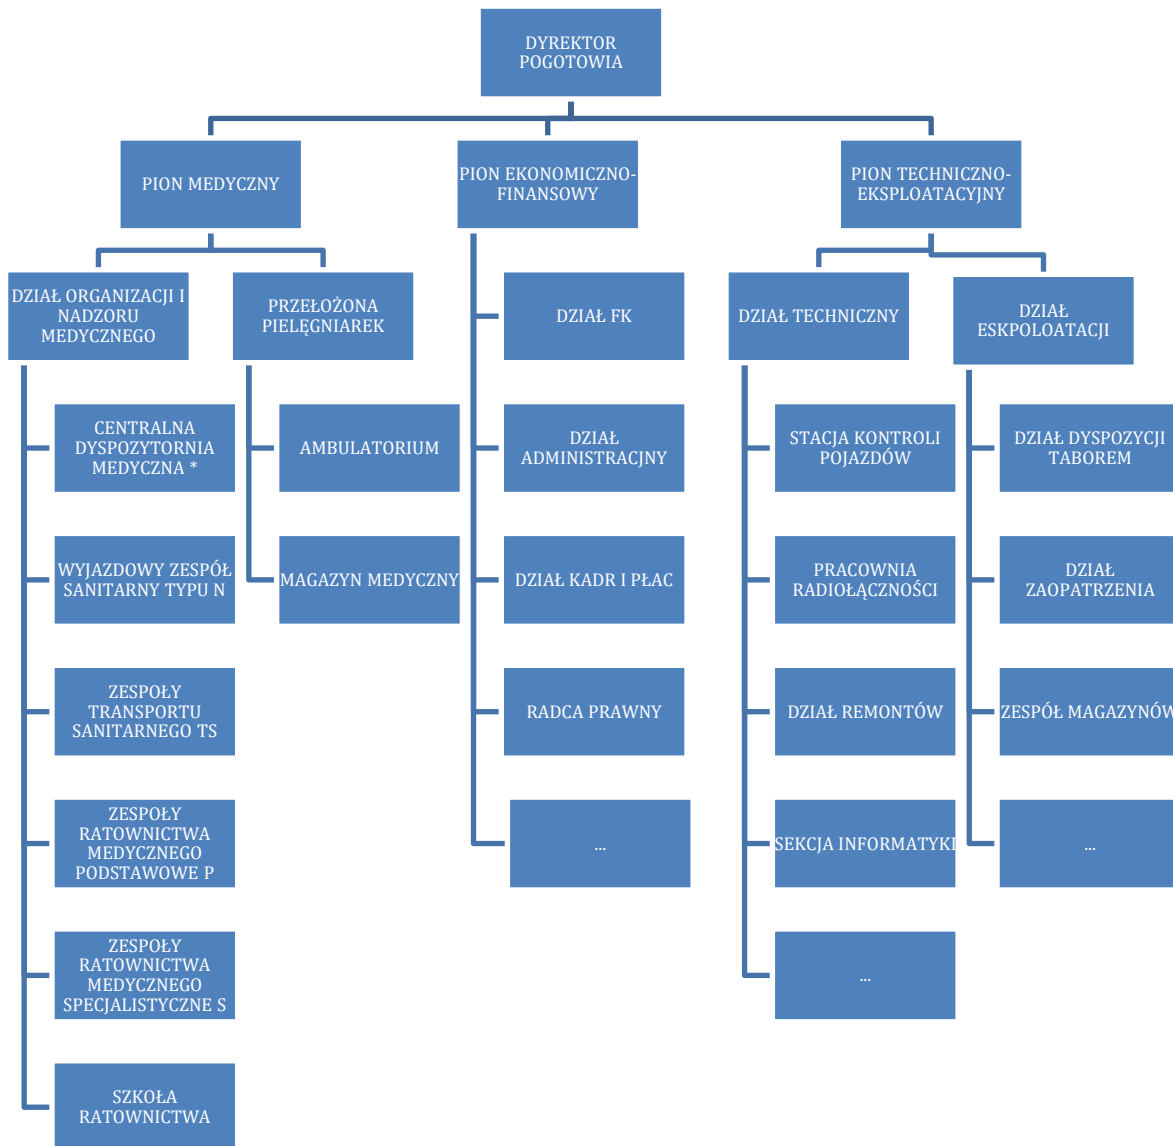 DYREKTOR
POGOTOWIA
PION MEDYCZNY
PION EKONOMICZNO-
FINANSOWY
PION TECHNICZNO-
EKSPLOATACYJNY
DZIAŁ ORGANIZACJI I
NADZORU
MEDYCZNEGO
PRZEŁOŻONA
PIELĘGNIAREK
DZIAŁ FK
DZIAŁ TECHNICZNY
DZIAŁ
ESKPOLOATACJI
CENTRALNA
DYSPOZYTORNIA
MEDYCZNA *
AMBULATORIUM
DZIAŁ
ADMINISTRACJNY
STACJA KONTROLI
POJAZDÓW
DZIAŁ DYSPOZYCJI
TABOREM
WYJAZDOWY ZESPÓŁ
SANITARNY TYPU N
MAGAZYN MEDYCZNY
DZIAŁ KADR I PŁAC
PRACOWNIA
RADIOŁĄCZNOŚCI
DZIAŁ
ZAOPATRZENIA
ZESPOŁY
TRANSPORTU
SANITARNEGO TS
RADCA PRAWNY
DZIAŁ REMONTÓW
ZESPÓŁ MAGAZYNÓW
ZESPOŁY
RATOWNICTWA
MEDYCZNEGO
PODSTAWOWE P
...
SEKCJA INFORMATYKI
...
ZESPOŁY
RATOWNICTWA
MEDYCZNEGO
SPECJALISTYCZNE S
...
SZKOŁA
RATOWNICTWA